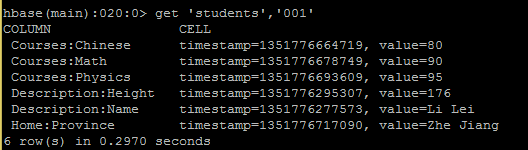 hbase(main):020:0> get 'students','001'
COLUMN CELL
Courses:Chinese timestamp=1351776664719, value=80
Courses:Math timestamp=1351776678749, value=90
Courses:Physics timestamp=1351776693609, value=95
Description:Height timestamp=1351776295307, value=176
Description:Name timestamp=1351776277573, value=Li Lei
Home:Province timestamp=1351776717090, value=Zhe Jiang
6 row(s) in 0.2970 seconds